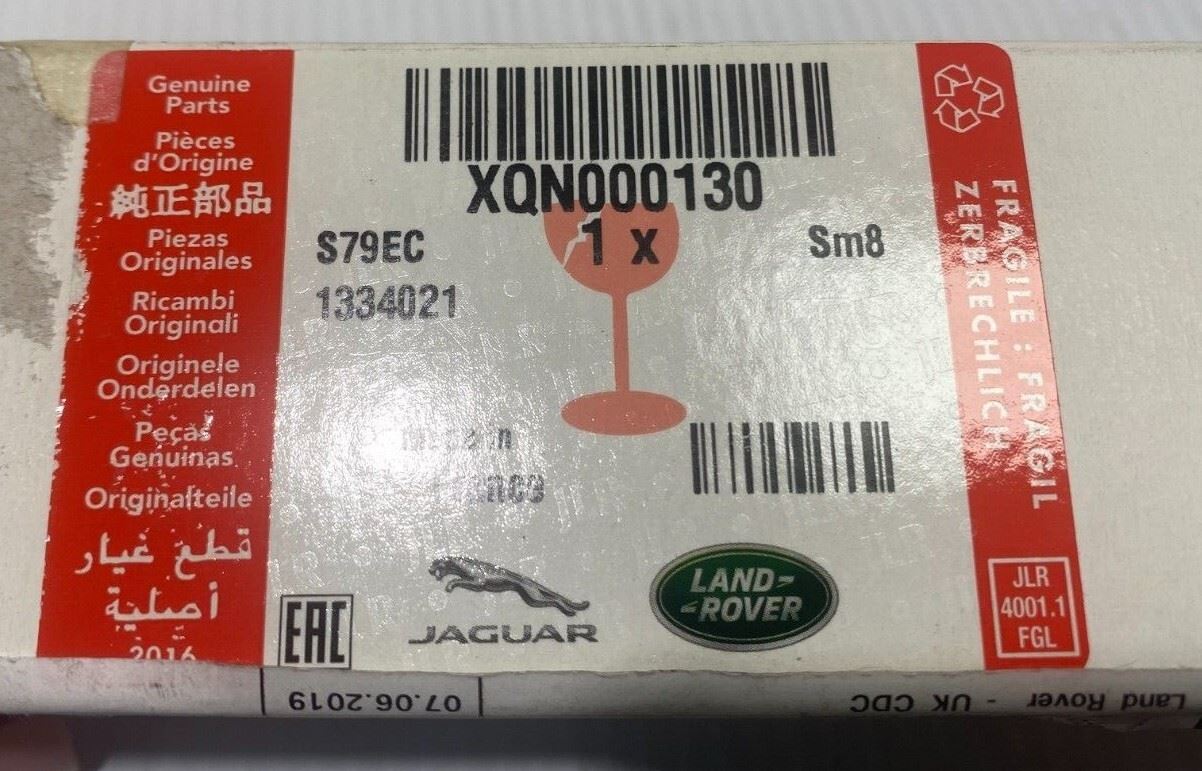 Genuine
Parts
Pièces
d'Origine
純正部品
Piezas
Originales
Ricambi
Originali
Originele
Onderdelen
Peças
Genuinas
Originalteile
قطع غيار
أصلية
2016
XQN000130
S79EC
1 x
Sm8
1334021
EAC
JAGUAR
LAND-
-ROVER
FRAGILE : FRAGIL
ZERBRECHLICH
JLR
4001.1
FGL
07.06.2019
Land Rover - UK CDC